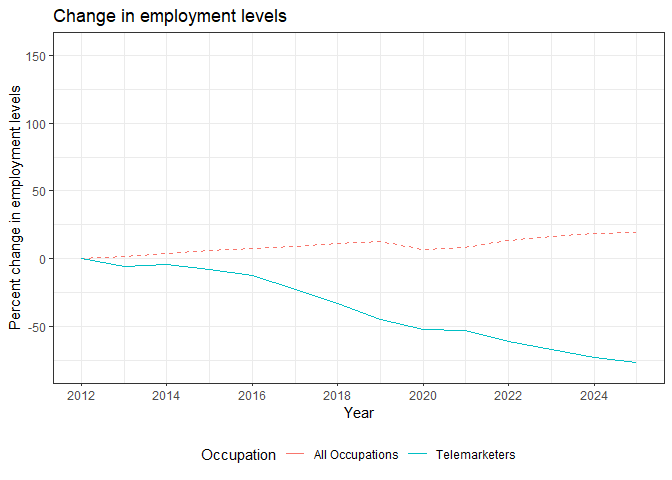 Change in employment levels
Percent change in employment levels
150
100
50
0
-50
2012 2014 2016 2018 2020 2022 2024
Year
Occupation All Occupations Telemarketers